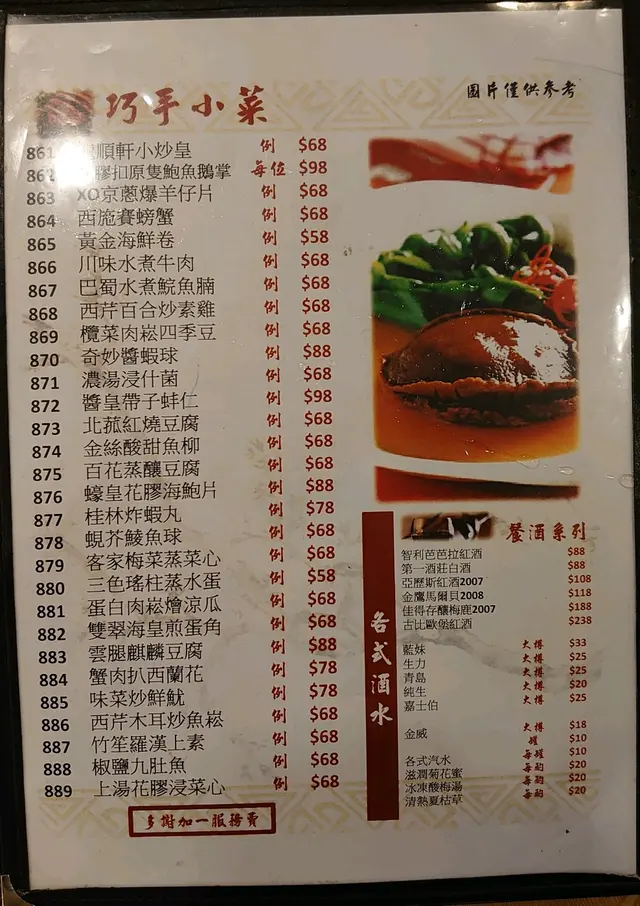 巧手小菜
圖片僅供參考
861 順軒小炒皇 例 $68
862 膠扣原隻鮑魚鵝掌 每位 $98
863 XO京蔥爆羊仔片 例 $68
864 西施賽螃蟹 例 $68
865 黃金海鮮卷 例 $58
866 川味水煮牛肉 例 $68
867 巴蜀水煮鯇魚腩 例 $68
868 西芹百合炒素雞 例 $68
869 欖菜肉崧四季豆 例 $68
870 奇妙醬蝦球 例 $88
871 濃湯浸什菌 例 $68
872 醬皇帶子蚌仁 例 $98
873 北菰紅燒豆腐 例 $68
874 金絲酸甜魚柳 例 $68
875 百花蒸釀豆腐 例 $68
876 蠔皇花膠海鮑片 例 $88
877 桂林炸蝦丸 例 $78
878 蜆芥鯪魚球 例 $68
879 客家梅菜蒸菜心 例 $68
880 三色瑤柱蒸水蛋 例 $58
881 蛋白肉崧燴涼瓜 例 $68
882 雙翠海皇煎蛋角 例 $68
883 雲腿麒麟豆腐 例 $88
884 蟹肉扒西蘭花 例 $78
885 味菜炒鮮魷 例 $78
886 西芹木耳炒魚崧 例 $68
887 竹笙羅漢上素 例 $68
888 椒鹽九肚魚 例 $68
889 上湯花膠浸菜心 例 $68
多謝加一服務費
各式酒水
餐酒系列
智利芭芭拉紅酒 $88
第一酒莊白酒 $88
亞歷斯紅酒2007 $108
金鷹馬爾貝2008 $118
佳得存釀梅鹿2007 $188
古比歐堡紅酒 $238
藍妹 大樽 $33
生力 大樽 $25
青島 大樽 $25
純生 大樽 $20
嘉士伯 大樽 $25
金威 大樽 $18
罐 $10
各式汽水 每罐 $10
滋潤菊花蜜 每酌 $20
冰凍酸梅湯 每酌 $20
清熱夏枯草 每酌 $20